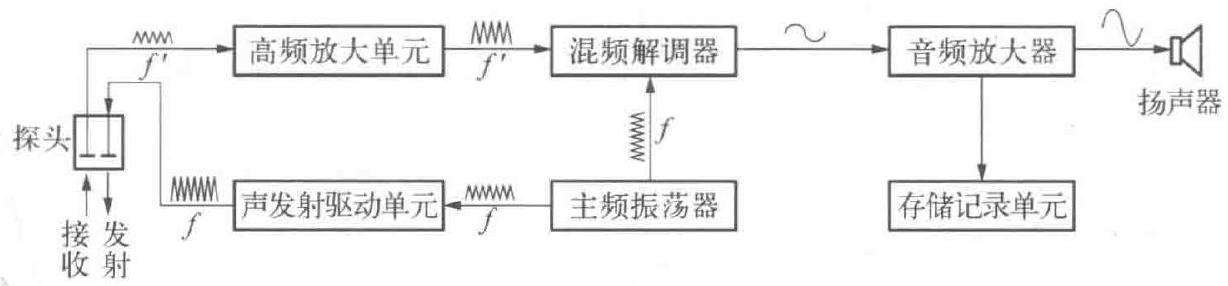 f'
高频放大单元
f'
混频解调器
音频放大器
扬声器
探头
f
f
声发射驱动单元
f
主频振荡器
存储记录单元
接收
发射